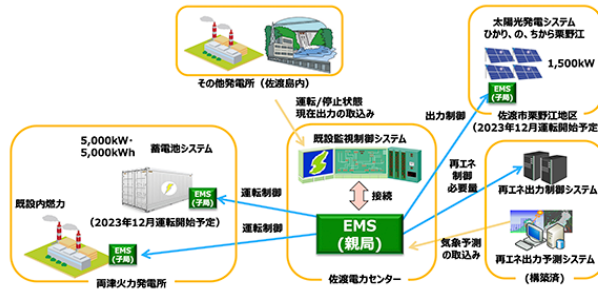 その他発電所（佐渡島内）
運転/停止状態
現在出力の取込み
太陽光発電システム
ひかり、の、ちから栗野江
1,500kW
EMS
(子局)
佐渡市栗野江地区
(2023年12月運転開始予定)
出力制御
既設監視制御システム
接続
EMS
(親局)
佐渡電力センター
5,000kW・
5,000kWh
蓄電池システム
EMS
(子局)
(2023年12月運転開始予定)
運転制御
既設内燃力
EMS
(子局)
運転制御
両津火力発電所
再エネ
制御
必要量
再エネ出力制御システム
気象予測
の取込み
再エネ出力予測システム
(構築済)